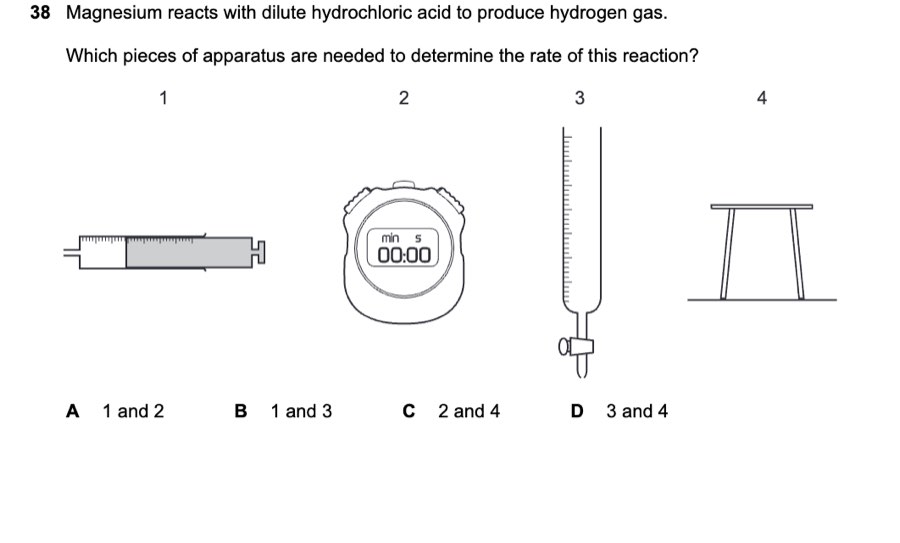 38 Magnesium reacts with dilute hydrochloric acid to produce hydrogen gas.
Which pieces of apparatus are needed to determine the rate of this reaction?
1 2 3 4
min s
00:00
A 1 and 2 B 1 and 3 C 2 and 4 D 3 and 4